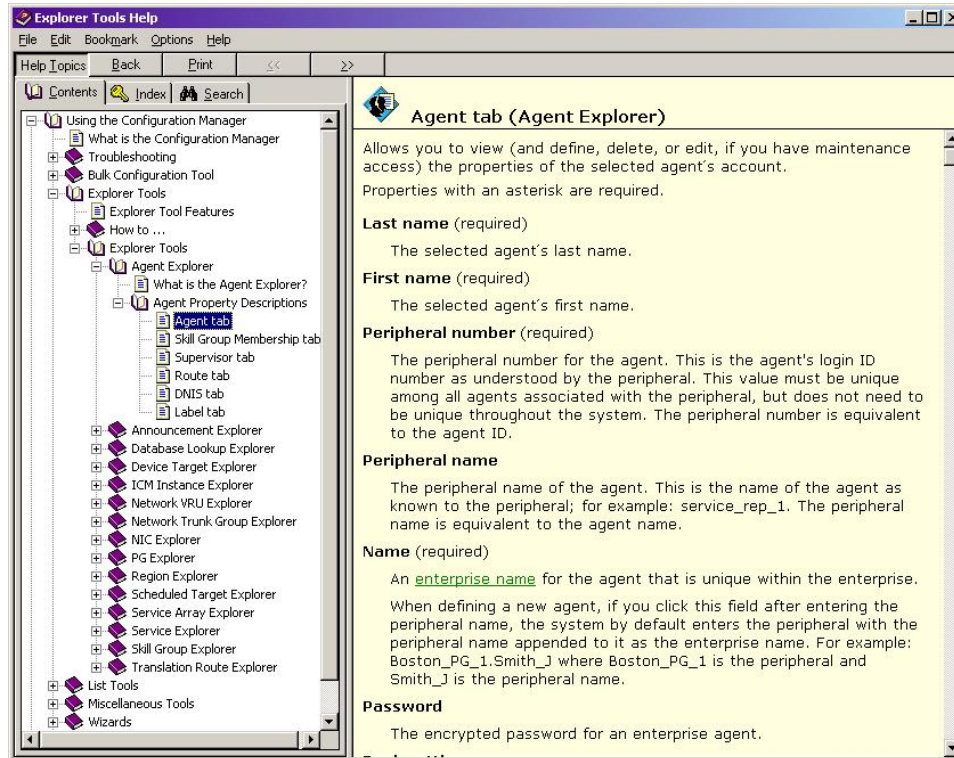 Explorer Tools Help
File Edit Bookmark Options Help
Help Topics Back Print << >>
Contents Index Search
Using the Configuration Manager
What is the Configuration Manager
Troubleshooting
Bulk Configuration Tool
Explorer Tools
Explorer Tool Features
How to ...
Explorer Tools
Agent Explorer
What is the Agent Explorer?
Agent Property Descriptions
Agent tab
Skill Group Membership tab
Supervisor tab
Route tab
DNIS tab
Label tab
Announcement Explorer
Database Lookup Explorer
Device Target Explorer
ICM Instance Explorer
Network VRU Explorer
Network Trunk Group Explorer
NIC Explorer
PG Explorer
Region Explorer
Scheduled Target Explorer
Service Array Explorer
Service Explorer
Skill Group Explorer
Translation Route Explorer
List Tools
Miscellaneous Tools
Wizards
Agent tab (Agent Explorer)
Allows you to view (and define, delete, or edit, if you have maintenance
access) the properties of the selected agent´s account.
Properties with an asterisk are required.
Last name (required)
The selected agent´s last name.
First name (required)
The selected agent´s first name.
Peripheral number (required)
The peripheral number for the agent. This is the agent's login ID
number as understood by the peripheral. This value must be unique
among all agents associated with the peripheral, but does not need to
be unique throughout the system. The peripheral number is equivalent
to the agent ID.
Peripheral name
The peripheral name of the agent. This is the name of the agent as
known to the peripheral; for example: service_rep_1. The peripheral
name is equivalent to the agent name.
Name (required)
An enterprise name for the agent that is unique within the enterprise.
When defining a new agent, if you click this field after entering the
peripheral name, the system by default enters the peripheral with the
peripheral name appended to it as the enterprise name. For example:
Boston_PG_1.Smith_J where Boston_PG_1 is the peripheral and
Smith_J is the peripheral name.
Password
The encrypted password for an enterprise agent.